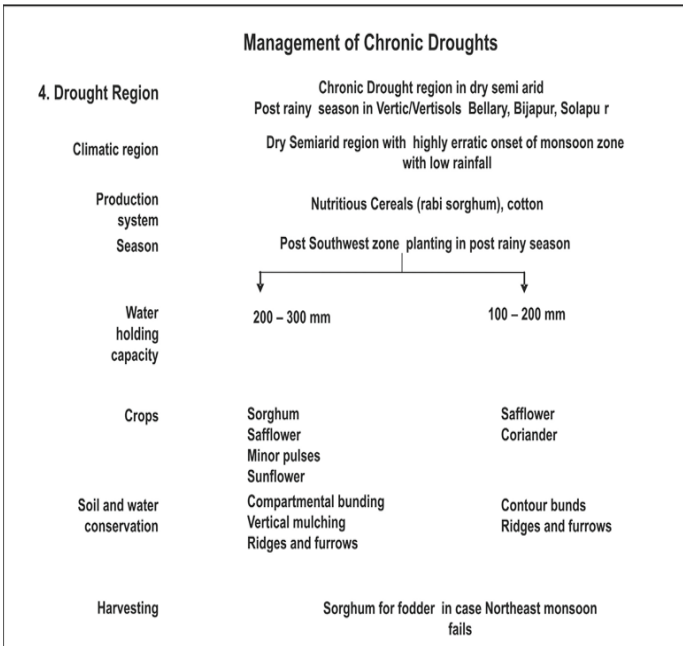 Management of Chronic Droughts
4. Drought Region
Chronic Drought region in dry semi arid
Post rainy season in Vertic/Vertisols Bellary, Bijapur, Solapu r
Climatic region
Dry Semiarid region with highly erratic onset of monsoon zone
with low rainfall
Production
system
Nutritious Cereals (rabi sorghum), cotton
Season
Post Southwest zone planting in post rainy season
Water
holding
capacity
200 – 300 mm
100 – 200 mm
Crops
Sorghum
Safflower
Minor pulses
Sunflower
Safflower
Coriander
Soil and water
conservation
Compartmental bunding
Vertical mulching
Ridges and furrows
Contour bunds
Ridges and furrows
Harvesting
Sorghum for fodder in case Northeast monsoon
fails